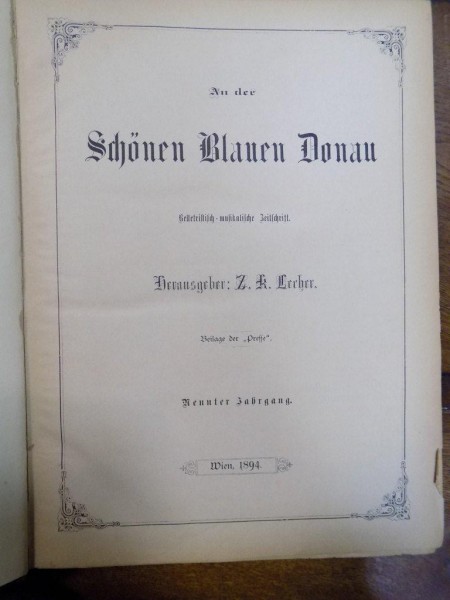 An der
Schönen Blauen Donau
Belletristisch-musikalische Zeitschrift.
Herausgeber: Z. K. Lecher.
Beilage der „Presse“.
Neunter Jahrgang.
Wien, 1894.